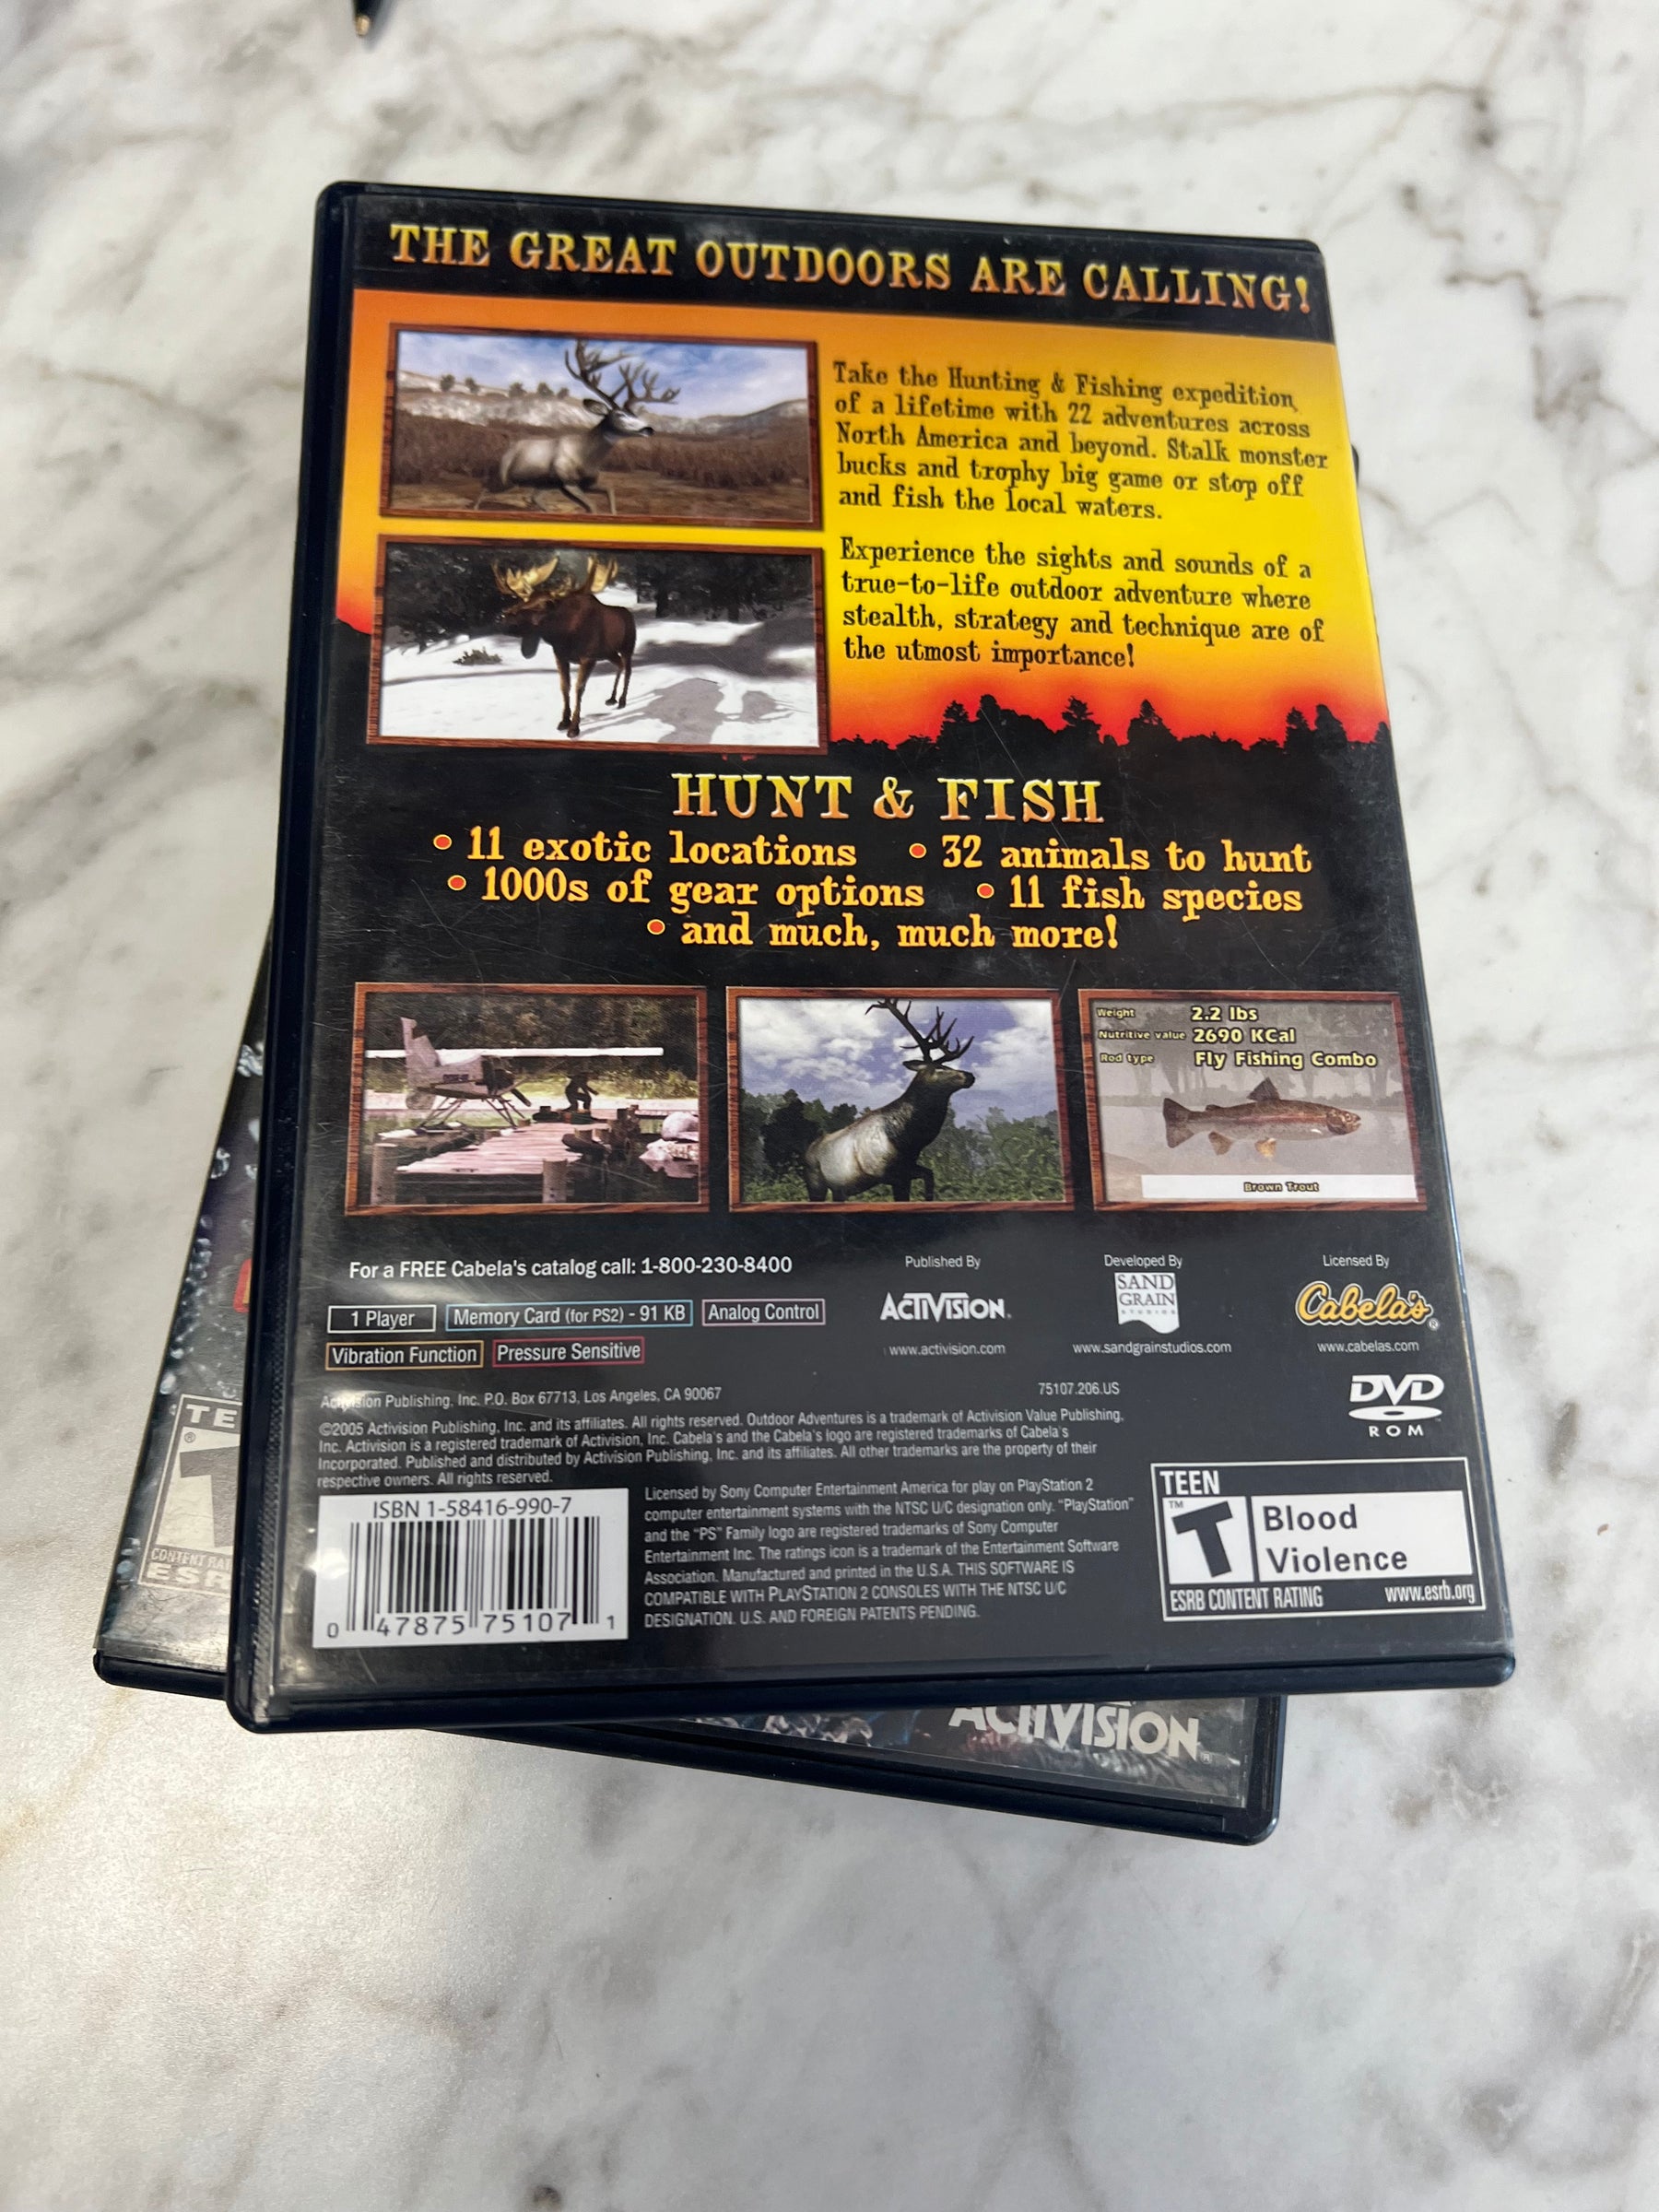 THE GREAT OUTDOORS ARE CALLING!
Take the Hunting & Fishing expedition
of a lifetime with 22 adventures across
North America and beyond. Stalk monster
bucks and trophy big game or stop off
and fish the local waters.
Experience the sights and sounds of a
true-to-life outdoor adventure where
stealth, strategy and technique are of
the utmost importance!
HUNT & FISH
• 11 exotic locations • 32 animals to hunt
• 1000s of gear options • 11 fish species
• and much, much more!
Weight 2.2 lbs
Nutritive value 2690 KCal
Rod type Fly Fishing Combo
Brown Trout
For a FREE Cabela's catalog call: 1-800-230-8400
1 Player Memory Card (for PS2) - 91 KB Analog Control
Vibration Function Pressure Sensitive
Published By
ACTIVISION®
www.activision.com
Developed By
SAND
GRAIN
STUDIOS
www.sandgrainstudios.com
Licensed By
Cabela's®
www.cabelas.com
Activision Publishing, Inc. P.O. Box 67713, Los Angeles, CA 90067 75107.206.US
©2005 Activision Publishing, Inc. and its affiliates. All rights reserved. Outdoor Adventures is a trademark of Activision Value Publishing,
Inc. Activision is a registered trademark of Activision, Inc. Cabela's and the Cabela's logo are registered trademarks of Cabela's
Incorporated. Published and distributed by Activision Publishing, Inc. and its affiliates. All other trademarks are the property of their
respective owners. All rights reserved.
DVD
ROM
ISBN 1-58416-990-7
0 47875 75107 1
Licensed by Sony Computer Entertainment America for play on PlayStation 2
computer entertainment systems with the NTSC U/C designation only. "PlayStation"
and the "PS" Family logo are registered trademarks of Sony Computer
Entertainment Inc. The ratings icon is a trademark of the Entertainment Software
Association. Manufactured and printed in the U.S.A. THIS SOFTWARE IS
COMPATIBLE WITH PLAYSTATION 2 CONSOLES WITH THE NTSC U/C
DESIGNATION. U.S. AND FOREIGN PATENTS PENDING.
TEEN
T™
Blood
Violence
ESRB CONTENT RATING www.esrb.org
TE
®
CONTENT RAT
ESR
ACTIVISION®